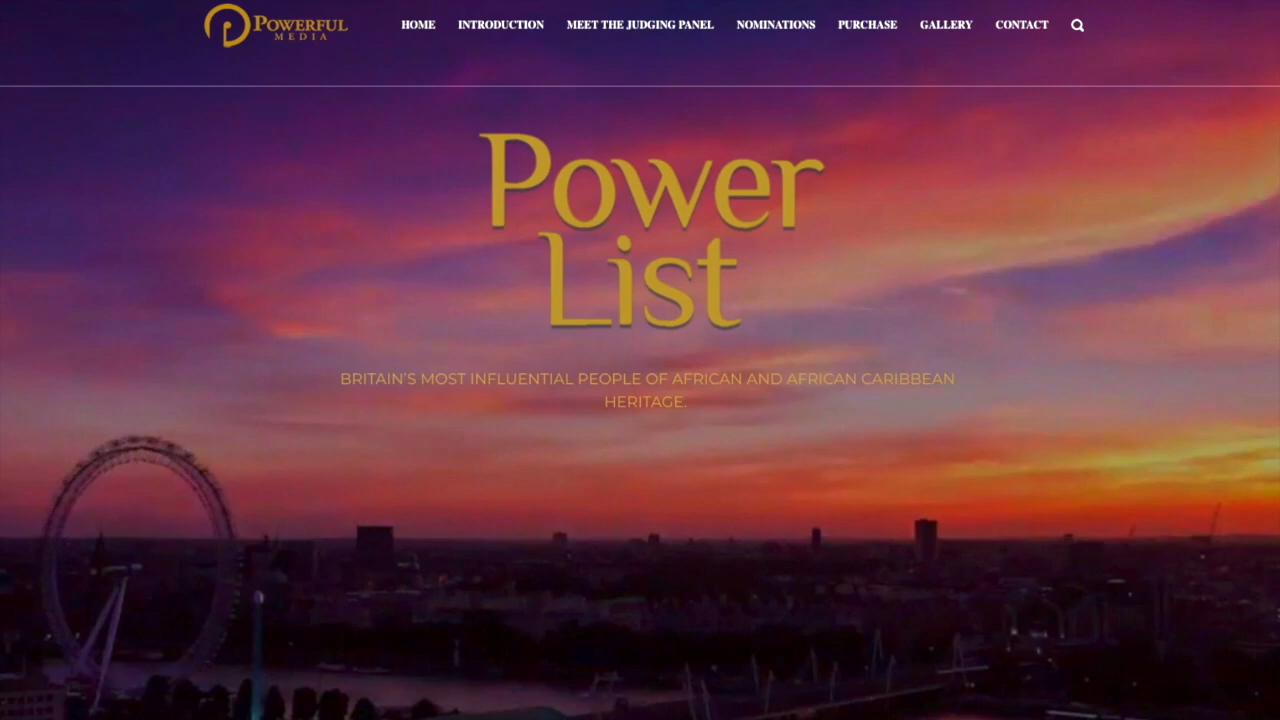 POWERFUL
MEDIA
HOME INTRODUCTION MEET THE JUDGING PANEL NOMINATIONS PURCHASE GALLERY CONTACT
Power
List
BRITAIN'S MOST INFLUENTIAL PEOPLE OF AFRICAN AND AFRICAN CARIBBEAN
HERITAGE.